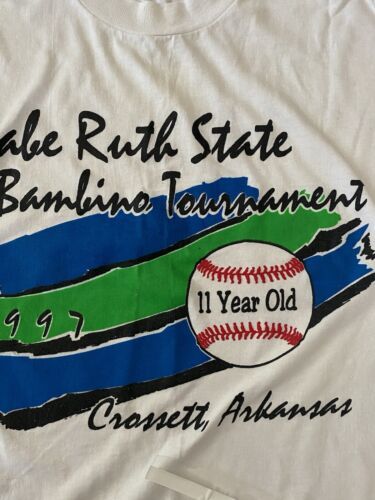 abe Ruth State
Bambino Tournament
997
11 Year Old
Crossett, Arkansas